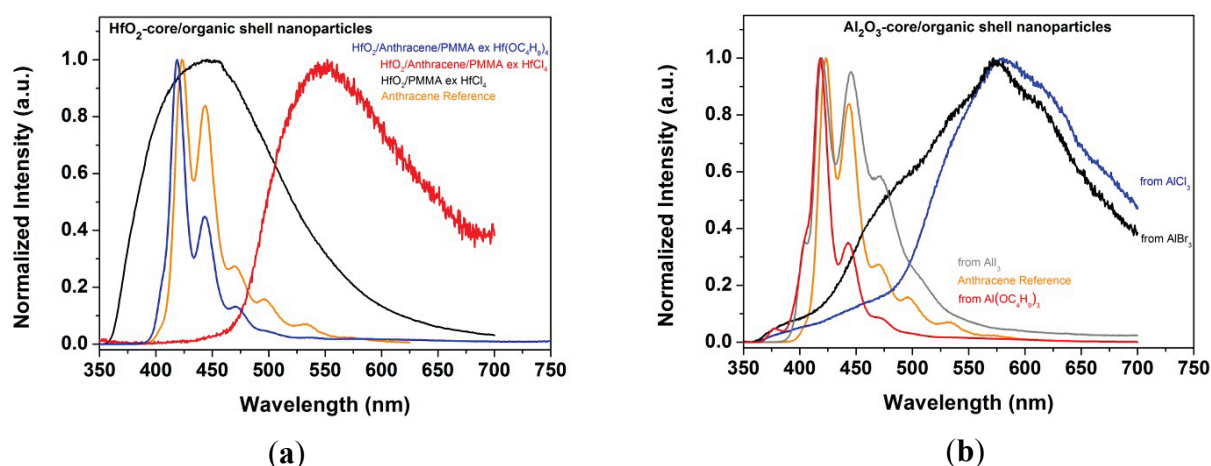 HfO₂-core/organic shell nanoparticles
HfO₂/Anthracene/PMMA ex Hf(OC₄H₉)₄
HfO₂/Anthracene/PMMA ex HfCl₄
HfO₂/PMMA ex HfCl₄
Anthracene Reference
Normalized Intensity (a.u.)
1.0
0.8
0.6
0.4
0.2
0.0
350 400 450 500 550 600 650 700 750
Wavelength (nm)
(a)
Al₂O₃-core/organic shell nanoparticles
from AlCl₃
from AlBr₃
from AlI₃
Anthracene Reference
from Al(OC₄H₉)₃
Normalized Intensity (a.u.)
1.0
0.8
0.6
0.4
0.2
0.0
350 400 450 500 550 600 650 700 750
Wavelength (nm)
(b)